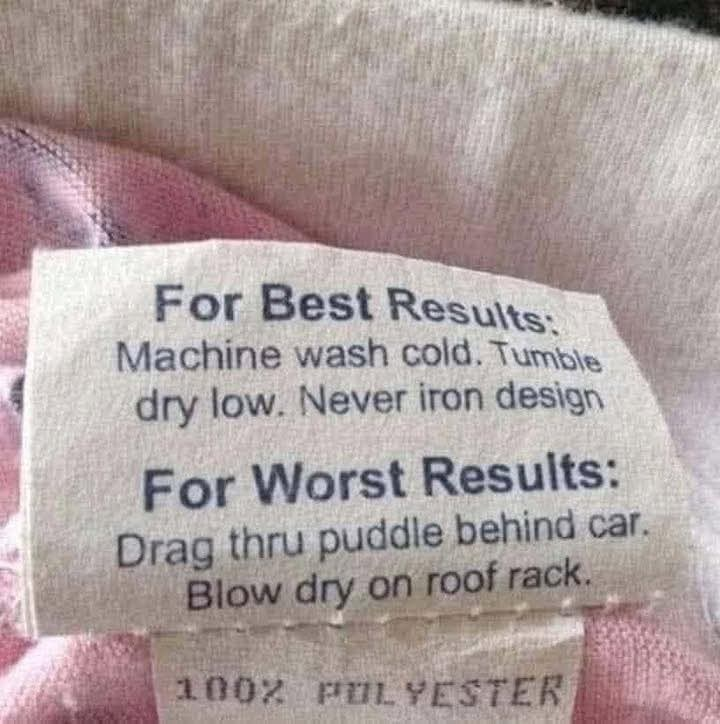 For Best Results:
Machine wash cold. Tumble
dry low. Never iron design
For Worst Results:
Drag thru puddle behind car.
Blow dry on roof rack.
100% POLYESTER